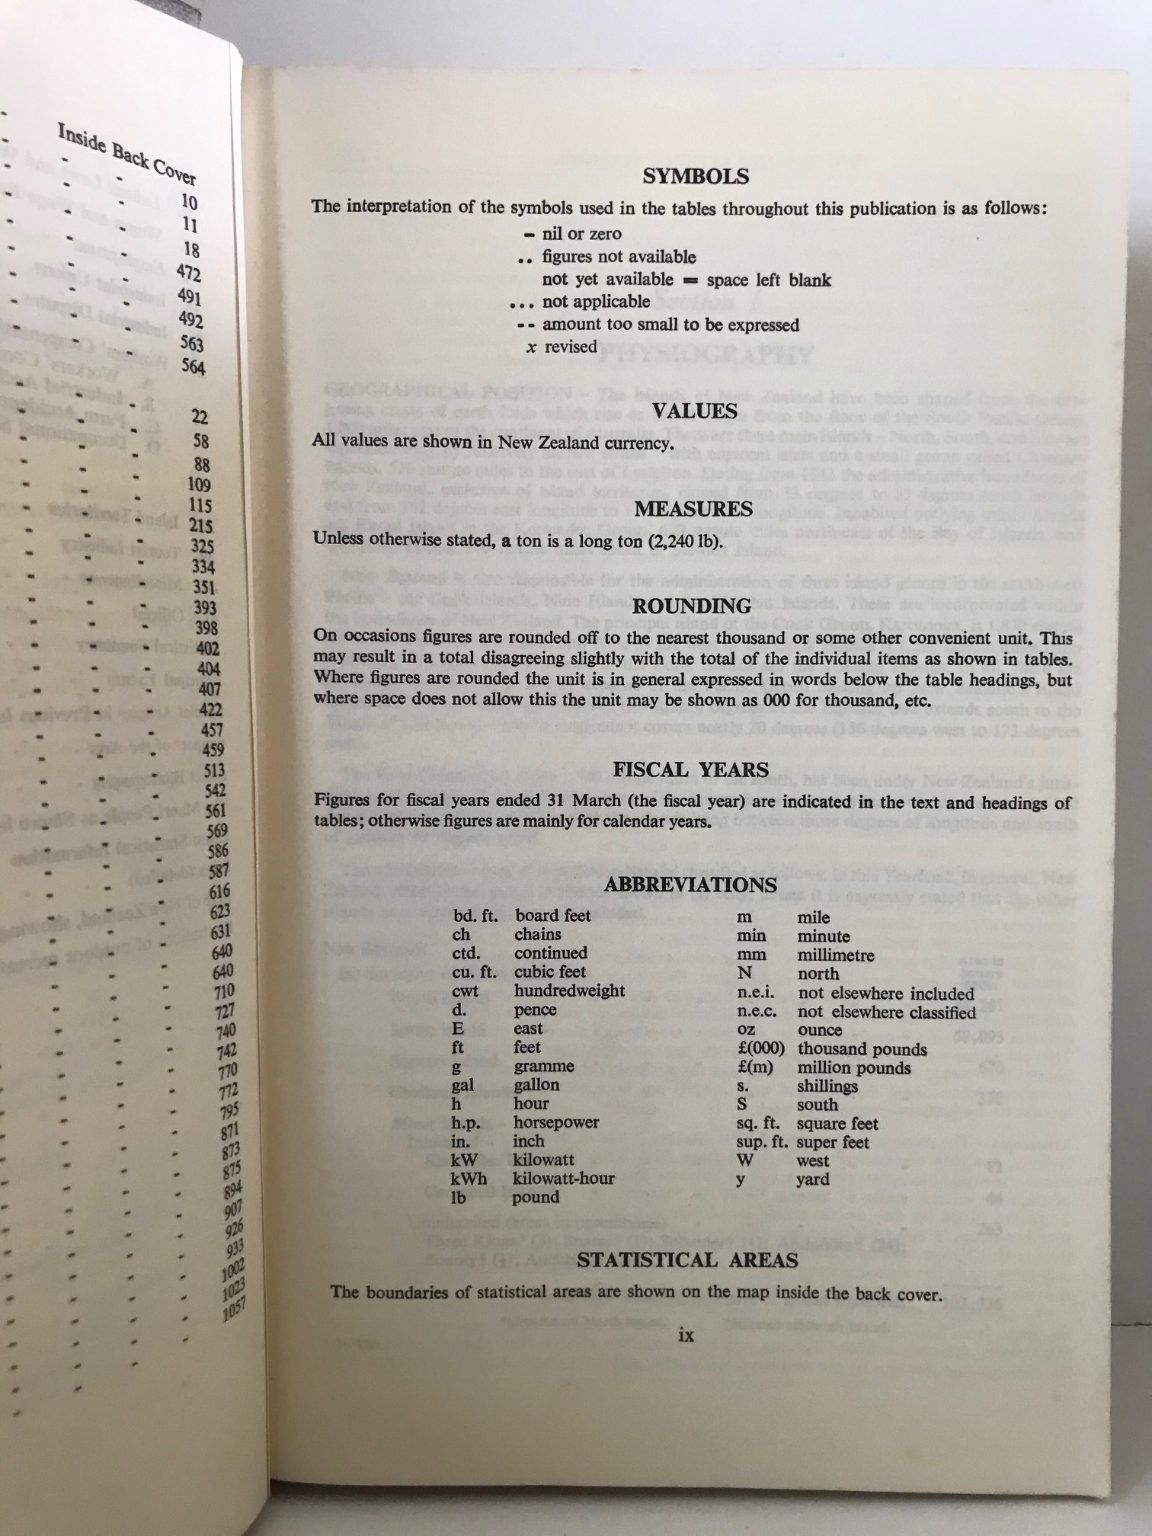 Inside Back Cover
10
11
18
472
491
492
563
564
22
58
88
109
115
215
325
334
351
393
398
402
404
407
422
457
459
513
542
561
569
586
587
616
623
631
640
640
710
727
740
742
770
772
795
871
873
875
894
907
926
933
1002
1023
1057
SYMBOLS
The interpretation of the symbols used in the tables throughout this publication is as follows:
– nil or zero
.. figures not available
not yet available = space left blank
... not applicable
-- amount too small to be expressed
x revised
VALUES
All values are shown in New Zealand currency.
MEASURES
Unless otherwise stated, a ton is a long ton (2,240 lb).
ROUNDING
On occasions figures are rounded off to the nearest thousand or some other convenient unit. This
may result in a total disagreeing slightly with the total of the individual items as shown in tables.
Where figures are rounded the unit is in general expressed in words below the table headings, but
where space does not allow this the unit may be shown as 000 for thousand, etc.
FISCAL YEARS
Figures for fiscal years ended 31 March (the fiscal year) are indicated in the text and headings of
tables; otherwise figures are mainly for calendar years.
ABBREVIATIONS
bd. ft. board feet
ch chains
ctd. continued
cu. ft. cubic feet
cwt hundredweight
d. pence
E east
ft feet
g gramme
gal gallon
h hour
h.p. horsepower
in. inch
kW kilowatt
kWh kilowatt-hour
lb pound
m mile
min minute
mm millimetre
N north
n.e.i. not elsewhere included
n.e.c. not elsewhere classified
oz ounce
£(000) thousand pounds
£(m) million pounds
s. shillings
S south
sq. ft. square feet
sup. ft. super feet
W west
y yard
STATISTICAL AREAS
The boundaries of statistical areas are shown on the map inside the back cover.
ix